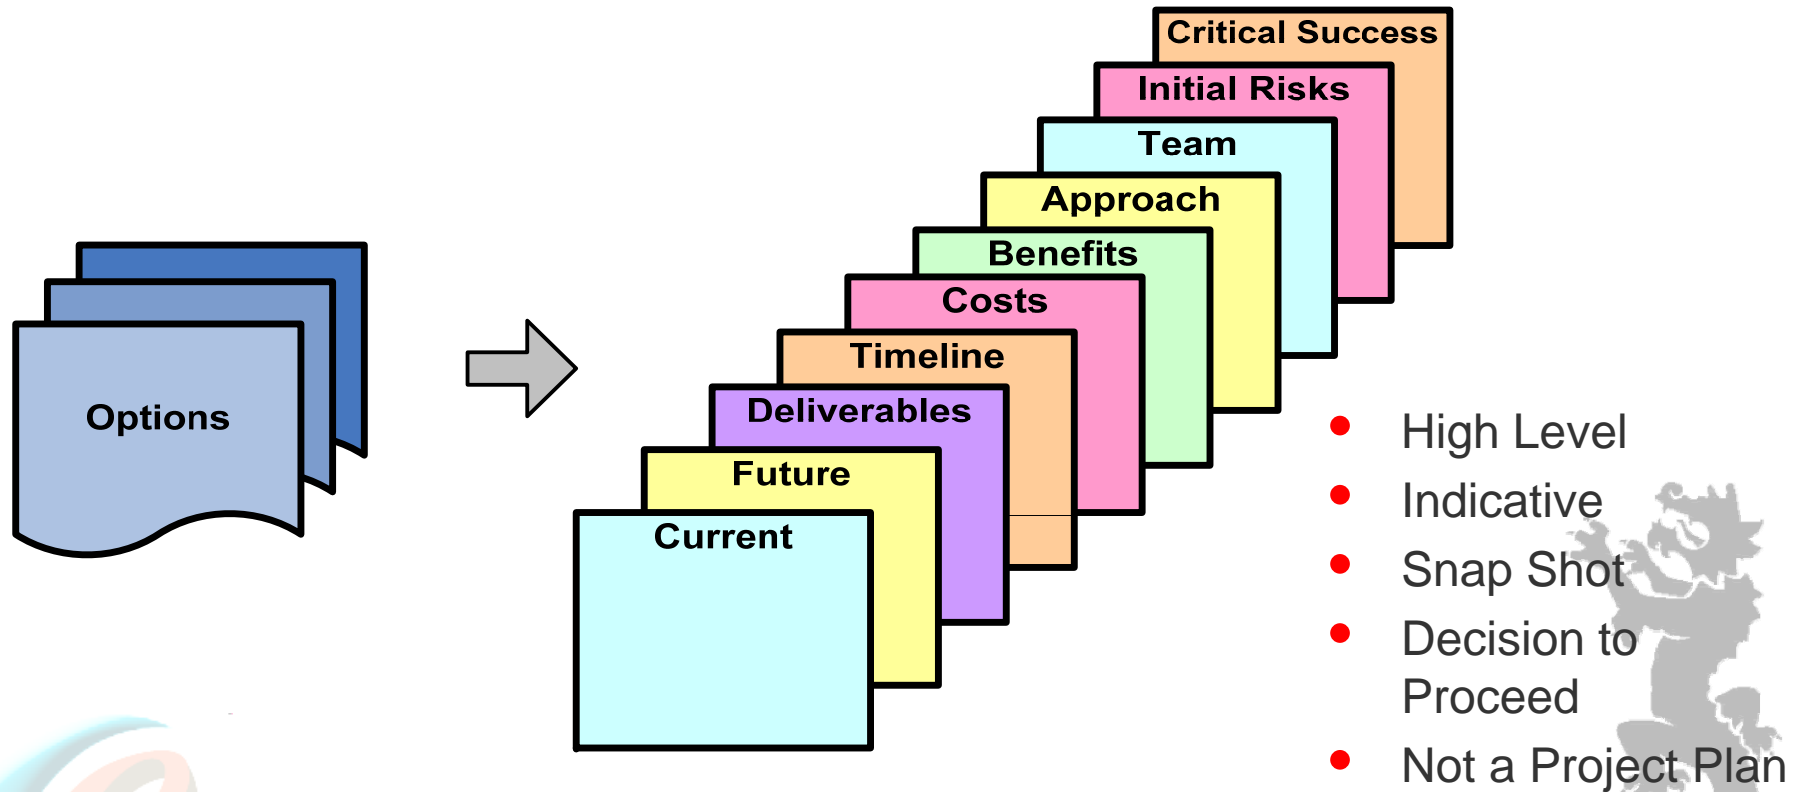 Critical Success
Initial Risks
Team
Approach
Benefits
Costs
Timeline
Deliverables
Future
Current
Options
• High Level
• Indicative
• Snap Shot
• Decision to
Proceed
• Not a Project Plan